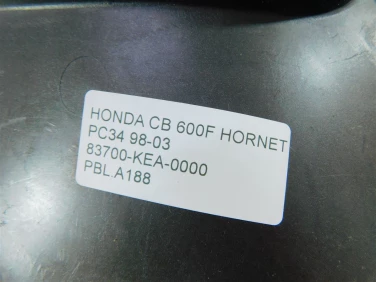 HONDA CB 600F HORNET
PC34 98-03
83700-KEA-0000
PBL.A188